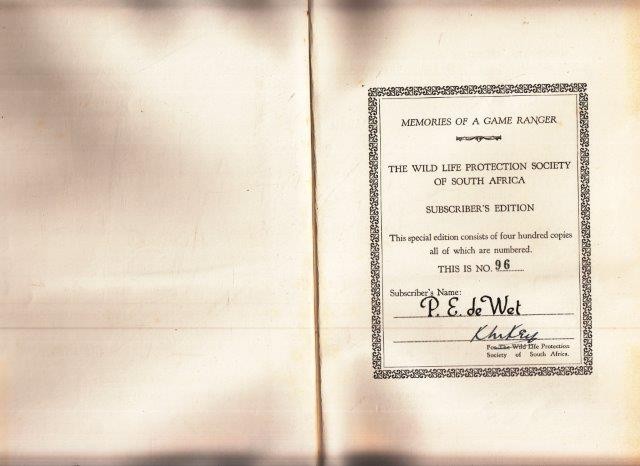 MEMORIES OF A GAME RANGER
THE WILD LIFE PROTECTION SOCIETY
OF SOUTH AFRICA
SUBSCRIBER'S EDITION
This special edition consists of four hundred copies
all of which are numbered.
THIS IS NO. 96
Subscriber's Name:
P. E. de Wet
For The Wild Life Protection
Society of South Africa.